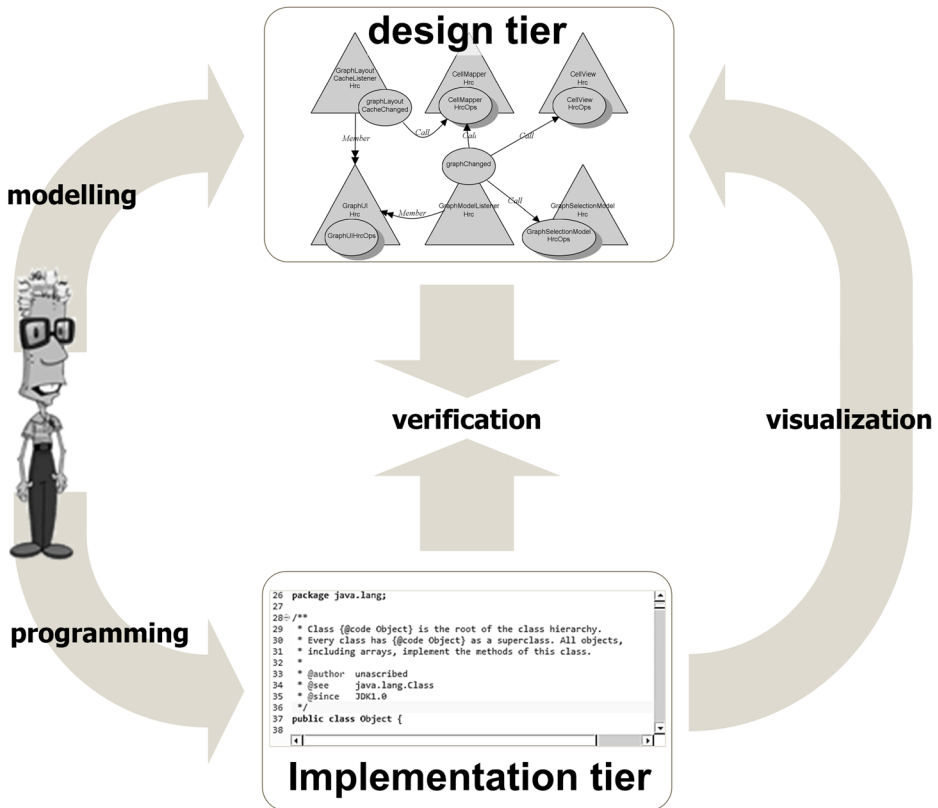 design tier
GraphLayout
CacheListener
Hrc
graphLayout
CacheChanged
CellMapper
Hrc
CellMapper
HrcOps
CellView
Hrc
CellView
HrcOps
Member
Call
Call
Call
graphChanged
GraphUI
Hrc
GraphUIHrcOps
Member
GraphModelListener
Hrc
Call
GraphSelectionModel
Hrc
GraphSelectionModel
HrcOps
modelling
verification
visualization
programming
26 package java.lang;
27
28 /**
29 * Class {@code Object} is the root of the class hierarchy.
30 * Every class has {@code Object} as a superclass. All objects,
31 * including arrays, implement the methods of this class.
32 *
33 * @author unascribed
34 * @see java.lang.Class
35 * @since JDK1.0
36 */
37 public class Object {
38
Implementation tier